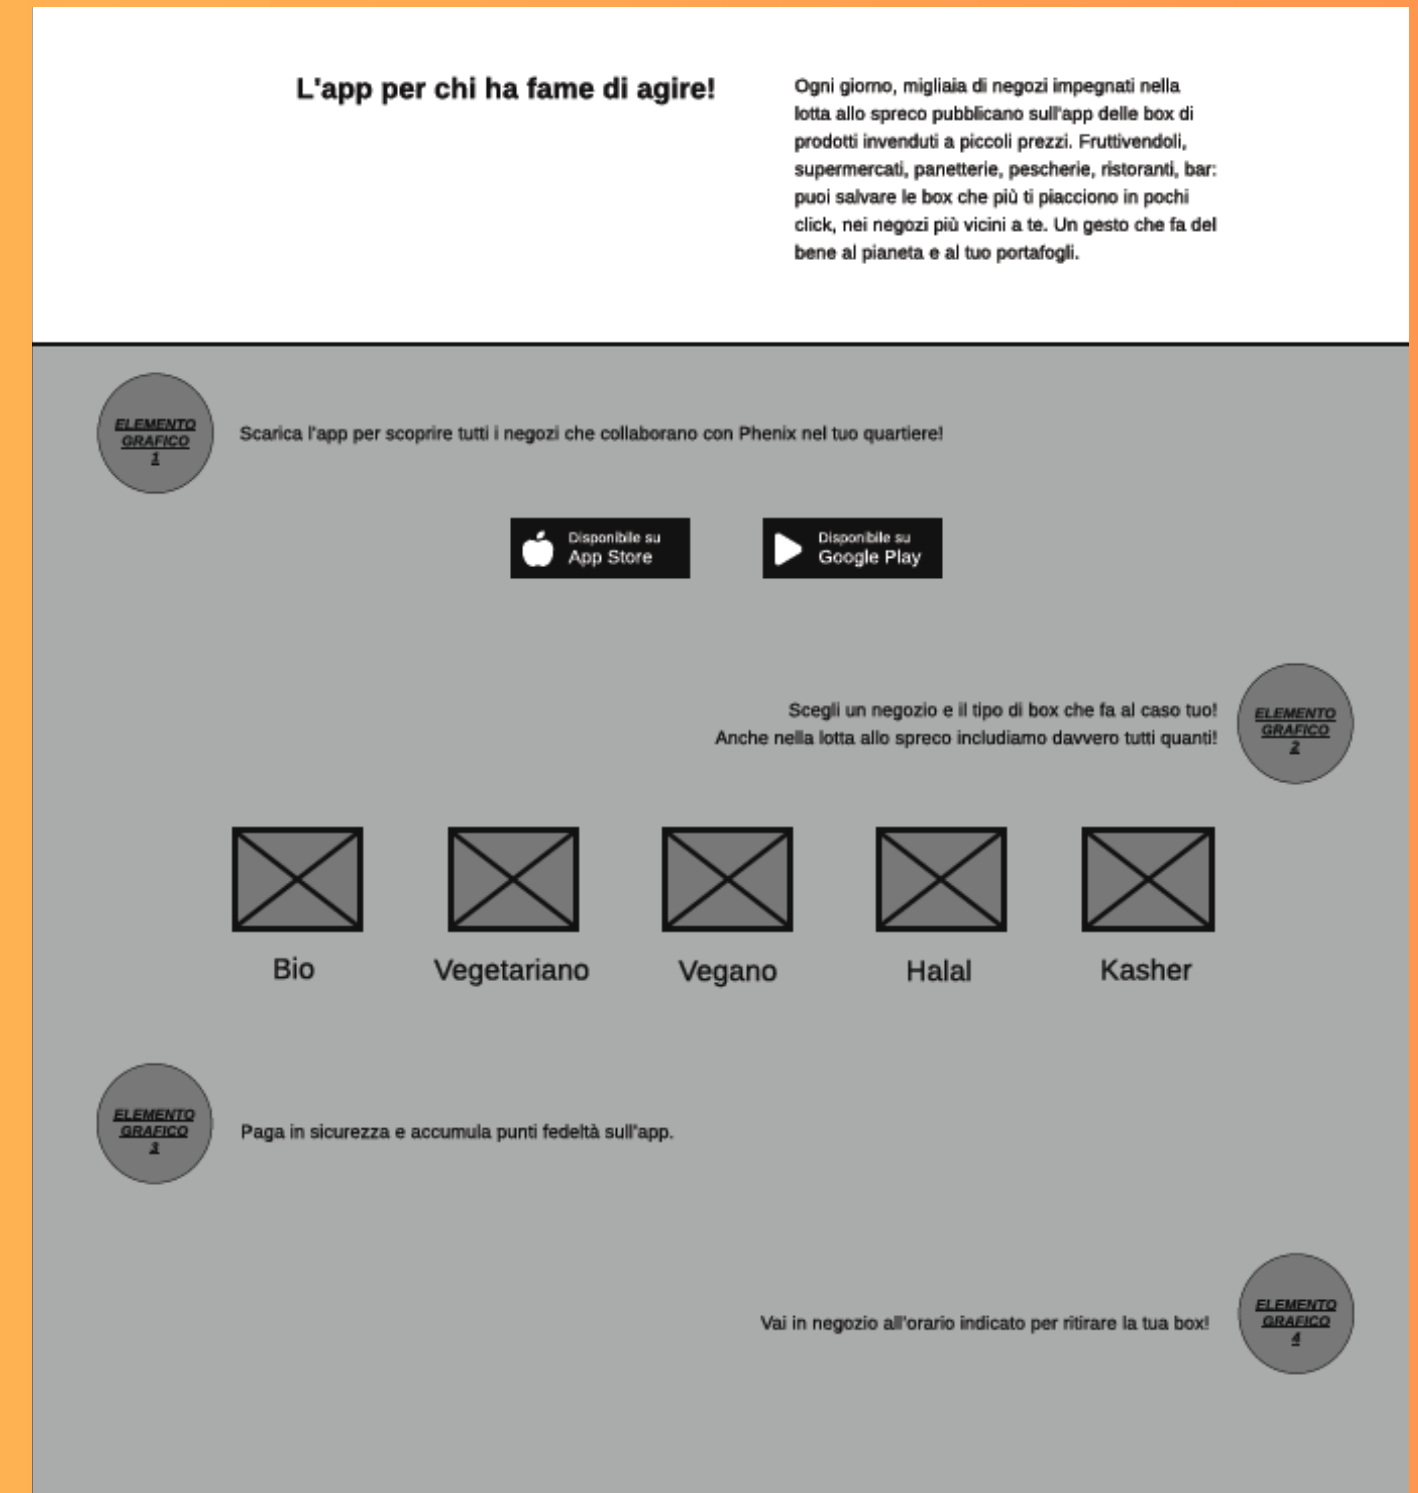 L'app per chi ha fame di agire!
Ogni giorno, migliaia di negozi impegnati nella
lotta allo spreco pubblicano sull'app delle box di
prodotti invenduti a piccoli prezzi. Fruttivendoli,
supermercati, panetterie, pescherie, ristoranti, bar:
puoi salvare le box che più ti piacciono in pochi
click, nei negozi più vicini a te. Un gesto che fa del
bene al pianeta e al tuo portafogli.
ELEMENTO
GRAFICO
1
Scarica l'app per scoprire tutti i negozi che collaborano con Phenix nel tuo quartiere!
Disponibile su
App Store
Disponibile su
Google Play
Scegli un negozio e il tipo di box che fa al caso tuo!
Anche nella lotta allo spreco includiamo davvero tutti quanti!
ELEMENTO
GRAFICO
2
Bio
Vegetariano
Vegano
Halal
Kasher
ELEMENTO
GRAFICO
3
Paga in sicurezza e accumula punti fedeltà sull'app.
Vai in negozio all'orario indicato per ritirare la tua box!
ELEMENTO
GRAFICO
4